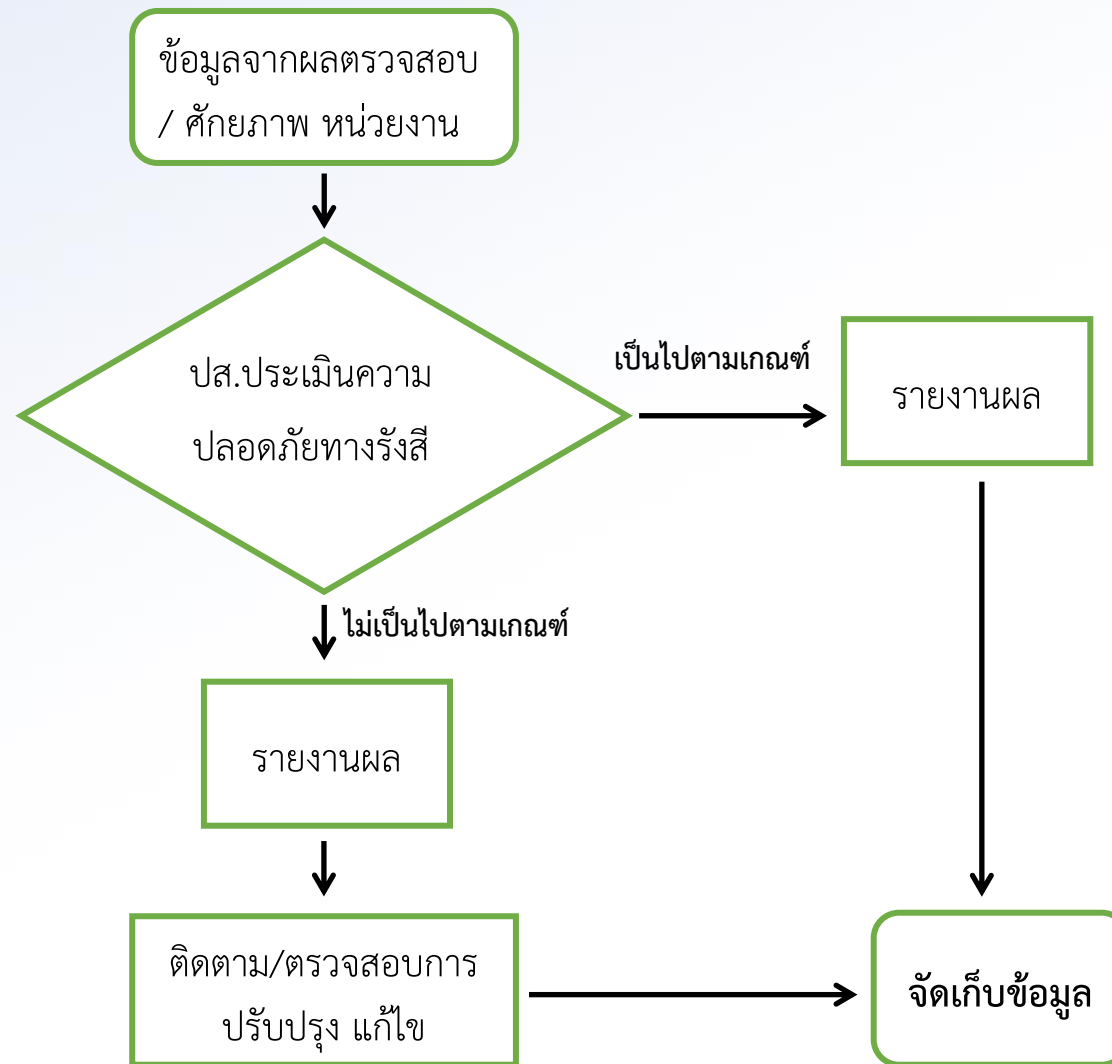 ข้อมูลจากผลตรวจสอบ
/ ศักยภาพ หน่วยงาน
ปส.ประเมินความ
ปลอดภัยทางรังสี
เป็นไปตามเกณฑ์
รายงานผล
ไม่เป็นไปตามเกณฑ์
รายงานผล
ติดตาม/ตรวจสอบการ
ปรับปรุง แก้ไข
จัดเก็บข้อมูล